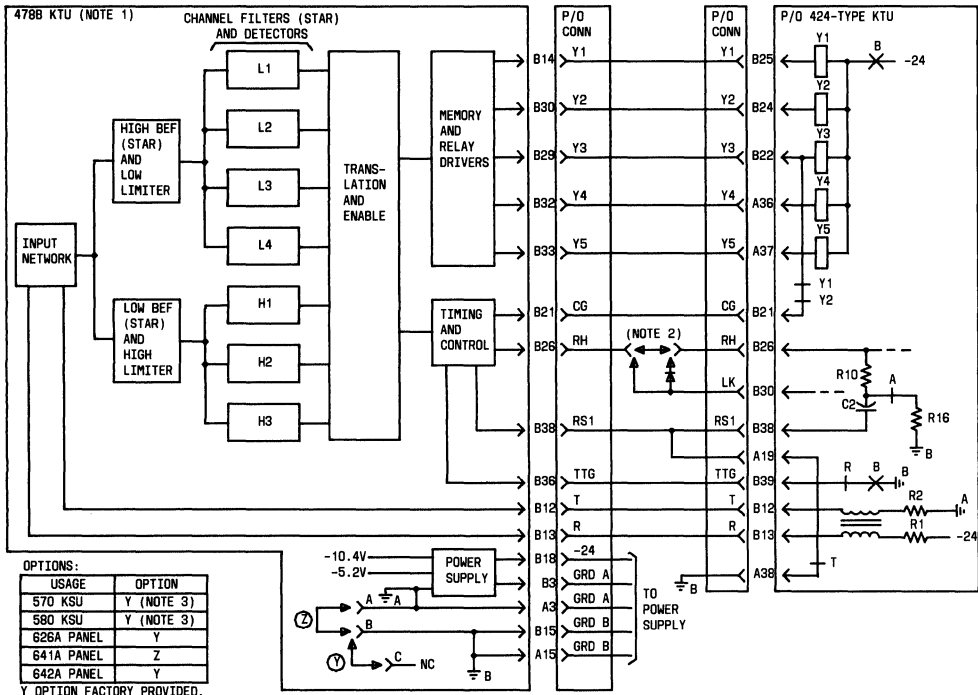 478B KTU (NOTE 1)
CHANNEL FILTERS (STAR)
AND DETECTORS
P/O
CONN
P/O
CONN
P/O 424-TYPE KTU
INPUT
NETWORK
HIGH BEF
(STAR)
AND
LOW
LIMITER
LOW BEF
(STAR)
AND
HIGH
LIMITER
L1
L2
L3
L4
H1
H2
H3
TRANS-
LATION
AND
ENABLE
MEMORY
AND
RELAY
DRIVERS
TIMING
AND
CONTROL
B14 Y1 Y1 B25 Y1 B -24
B30 Y2 Y2 B24 Y2
B29 Y3 Y3 B22 Y3
B32 Y4 Y4 A36 Y4
B33 Y5 Y5 A37 Y5
Y1
Y2
B21 CG CG B21
B26 RH (NOTE 2) RH B26
LK B30
R10
A
C2
R16
B
B38 RS1 RS1 B38
A19
B36 TTG TTG B39 R B B
B12 T T B12 R2 A
B13 R R B13 R1 -24
T
A38
B
-10.4V
-5.2V
POWER
SUPPLY
B18 -24
B3 GRD A
A3 GRD A
B15 GRD B
A15 GRD B
TO
POWER
SUPPLY
A A
Z
B
Y
C NC
B
OPTIONS:
USAGE OPTION
570 KSU Y (NOTE 3)
580 KSU Y (NOTE 3)
626A PANEL Y
641A PANEL Z
642A PANEL Y
Y OPTION FACTORY PROVIDED.